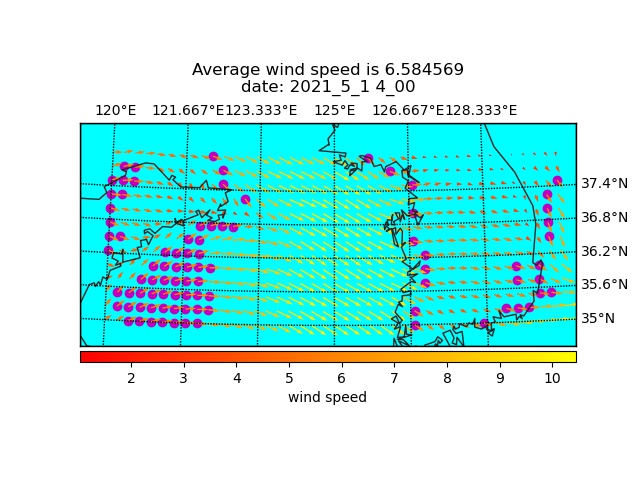 Average wind speed is 6.584569
date: 2021_5_1 4_00
120°E 121.667°E 123.333°E 125°E 126.667°E 128.333°E
37.4°N
36.8°N
36.2°N
35.6°N
35°N
2 3 4 5 6 7 8 9 10
wind speed